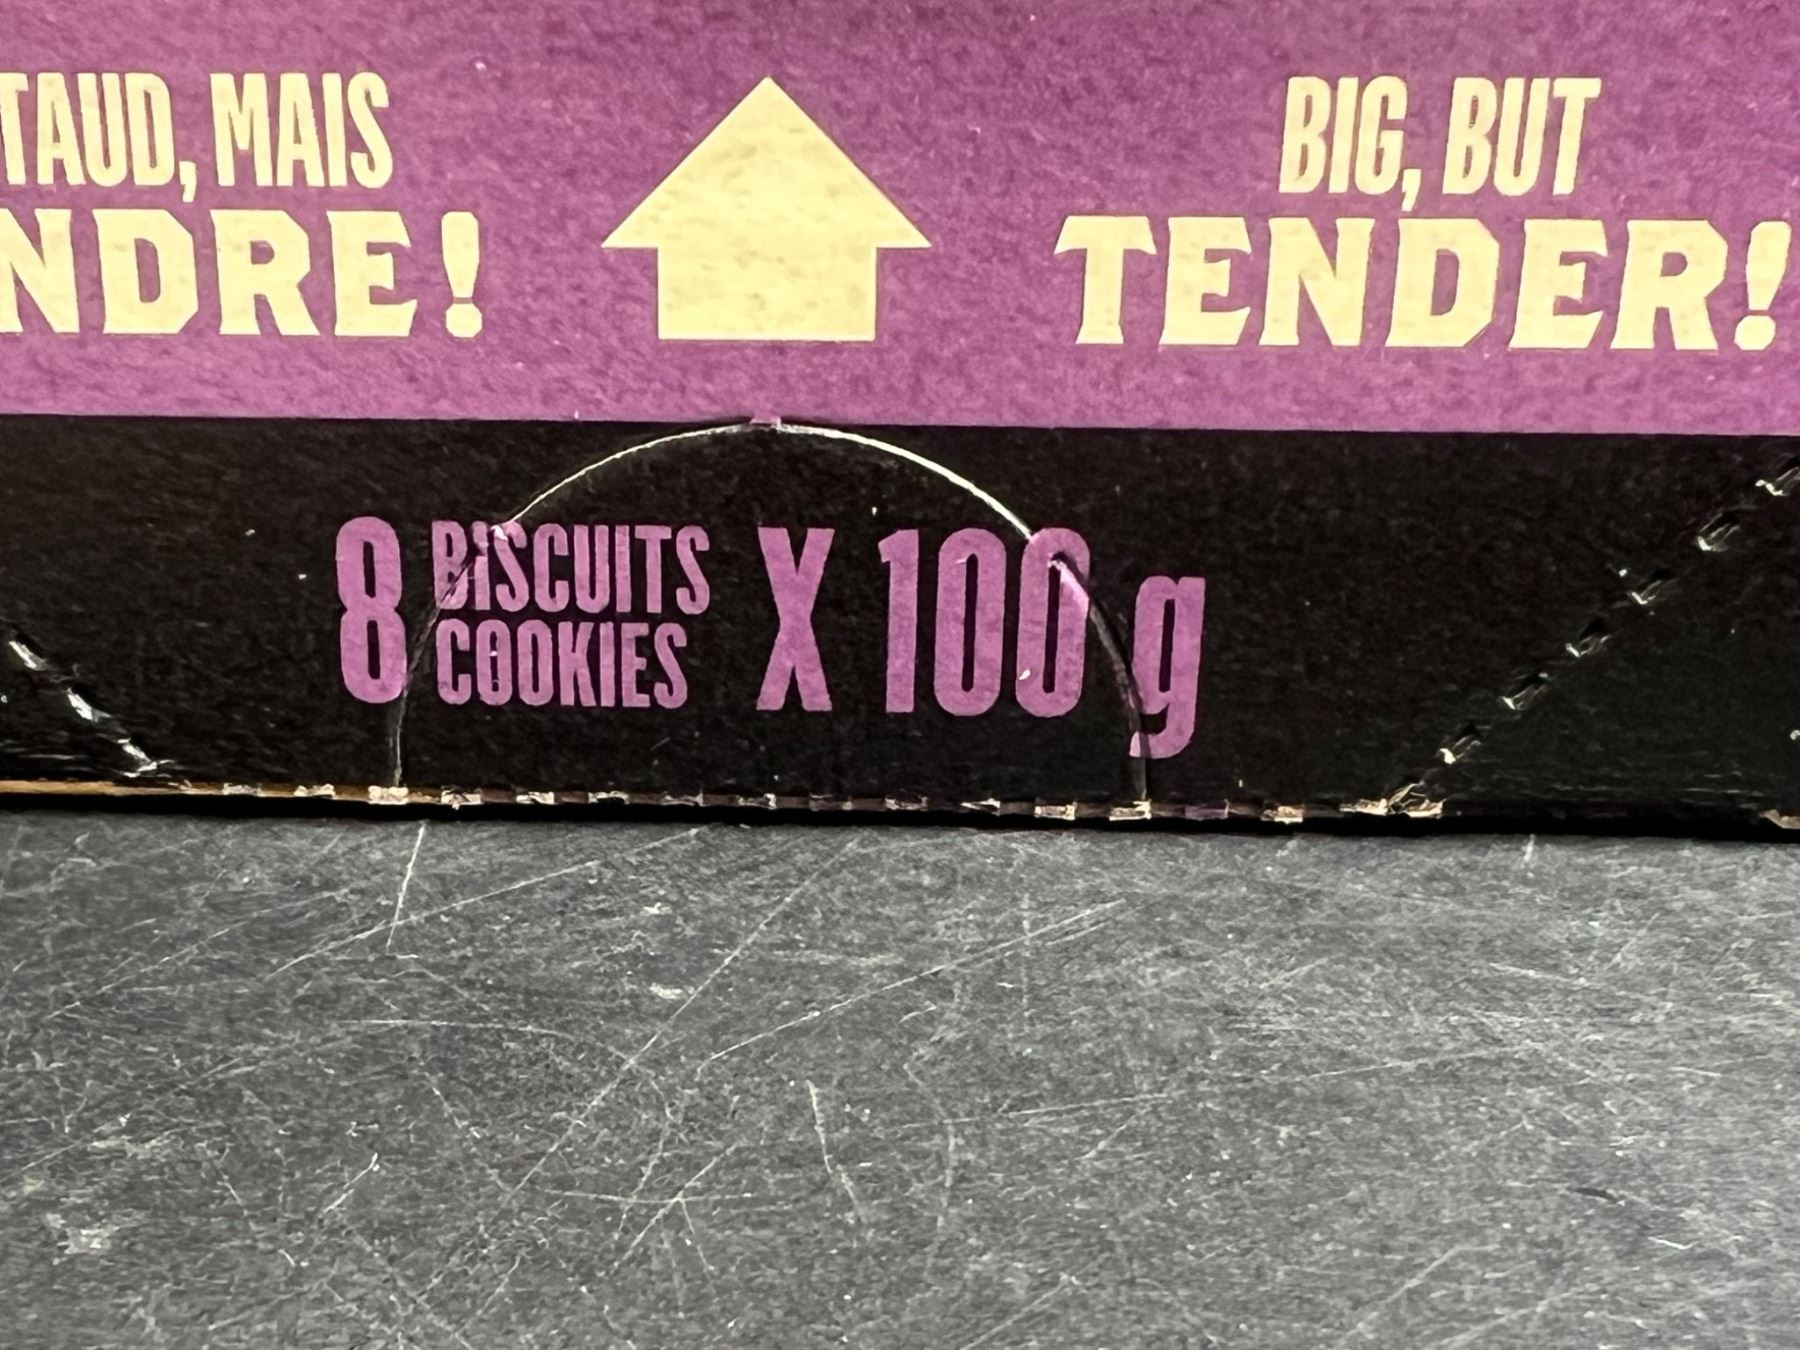 TAUD, MAIS
NDRE!
BIG, BUT
TENDER!
8 BISCUITS
COOKIES X 100 g